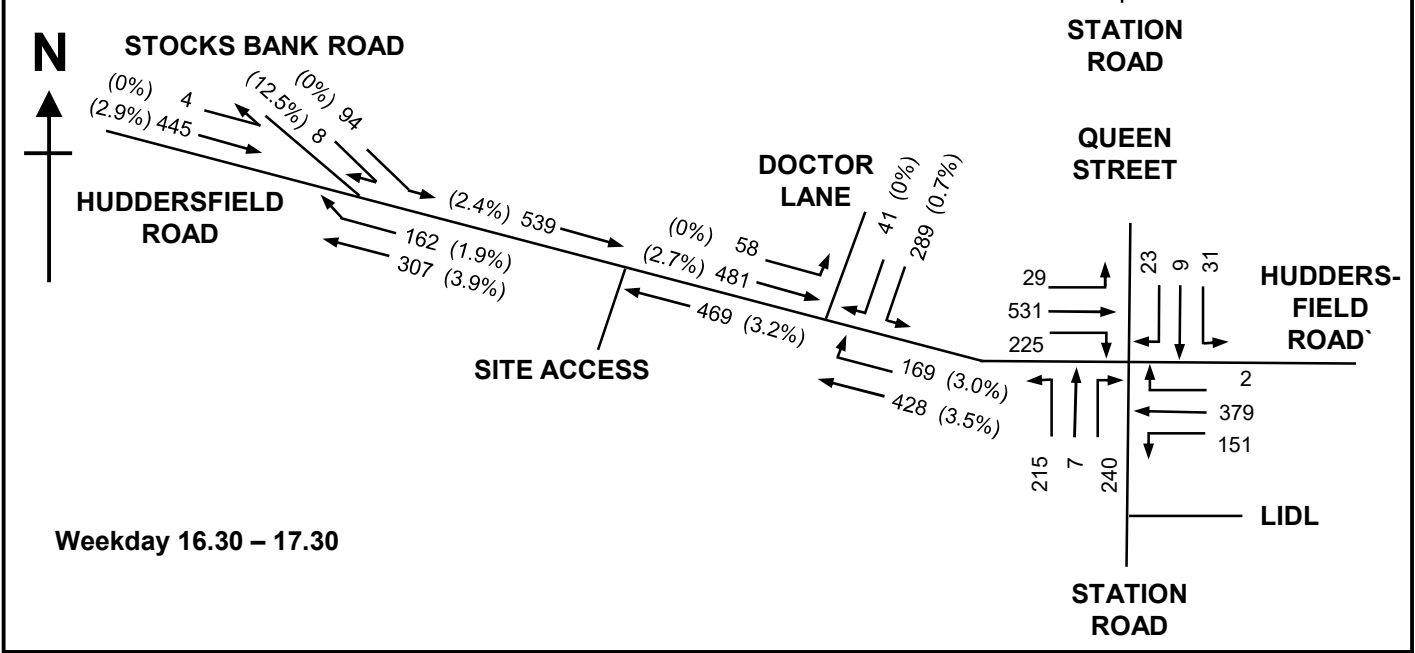 STATION
ROAD
N
STOCKS BANK ROAD
(0%) 4
(2.9%) 445
(12.5%) 8
(0%) 94
HUDDERSFIELD
ROAD
162 (1.9%)
307 (3.9%)
(2.4%) 539
SITE ACCESS
(0%) 58
(2.7%) 481
469 (3.2%)
DOCTOR
LANE
41 (0%)
289 (0.7%)
169 (3.0%)
428 (3.5%)
QUEEN
STREET
29
531
225
23
9
31
HUDDERS-
FIELD
ROAD`
2
379
151
215
7
240
LIDL
Weekday 16.30 – 17.30
STATION
ROAD